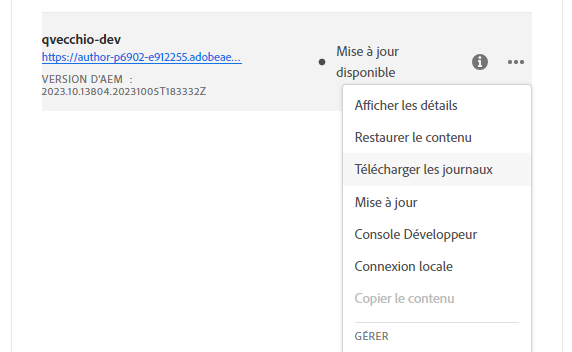 qvecchio-dev
https://author-p6902-e912255.adobeae...
VERSION D'AEM :
2023.10.13804.20231005T183332Z
Mise à jour
disponible
Afficher les détails
Restaurer le contenu
Télécharger les journaux
Mise à jour
Console Développeur
Connexion locale
Copier le contenu
GÉRER